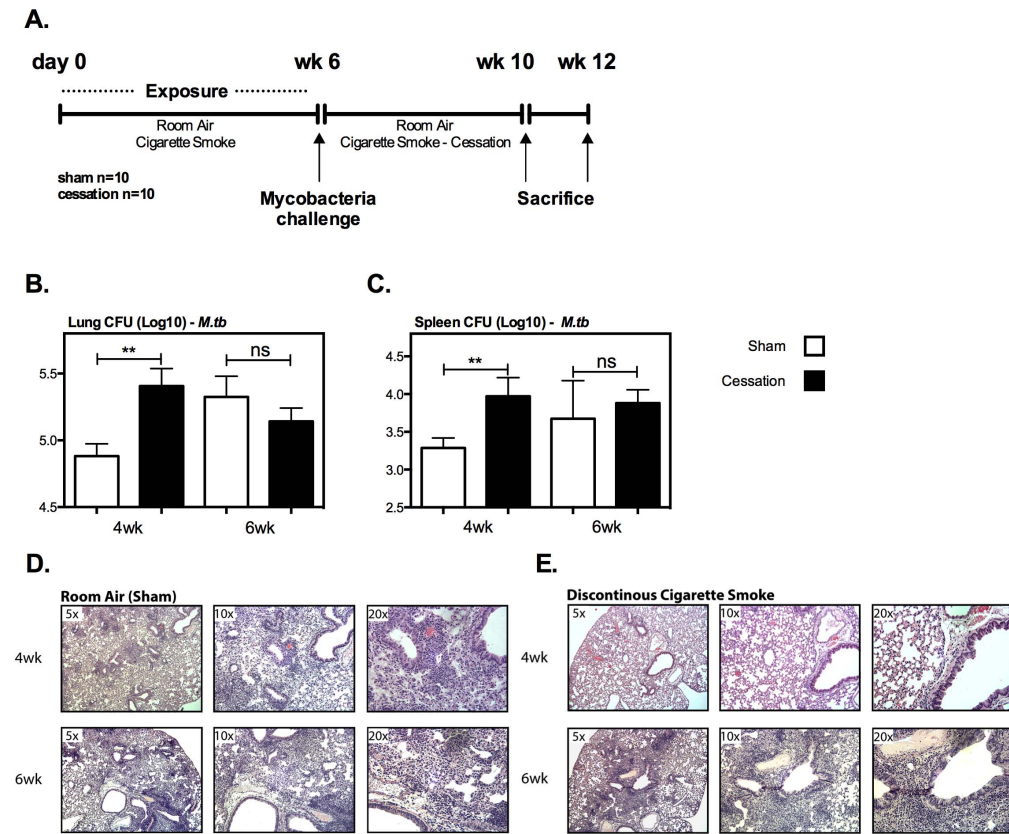 A.
day 0 wk 6 wk 10 wk 12
Exposure
Room Air Room Air
Cigarette Smoke Cigarette Smoke - Cessation
sham n=10
cessation n=10
Mycobacteria
challenge
Sacrifice
B.
Lung CFU (Log10) - M.tb
5.5
5.0
4.5
** ns
4wk 6wk
C.
Spleen CFU (Log10) - M.tb
4.5
4.0
3.5
3.0
2.5
** ns
4wk 6wk
Sham
Cessation
D.
Room Air (Sham)
4wk 5x 10x 20x
6wk 5x 10x 20x
E.
Discontinous Cigarette Smoke
4wk 5x 10x 20x
6wk 5x 10x 20x